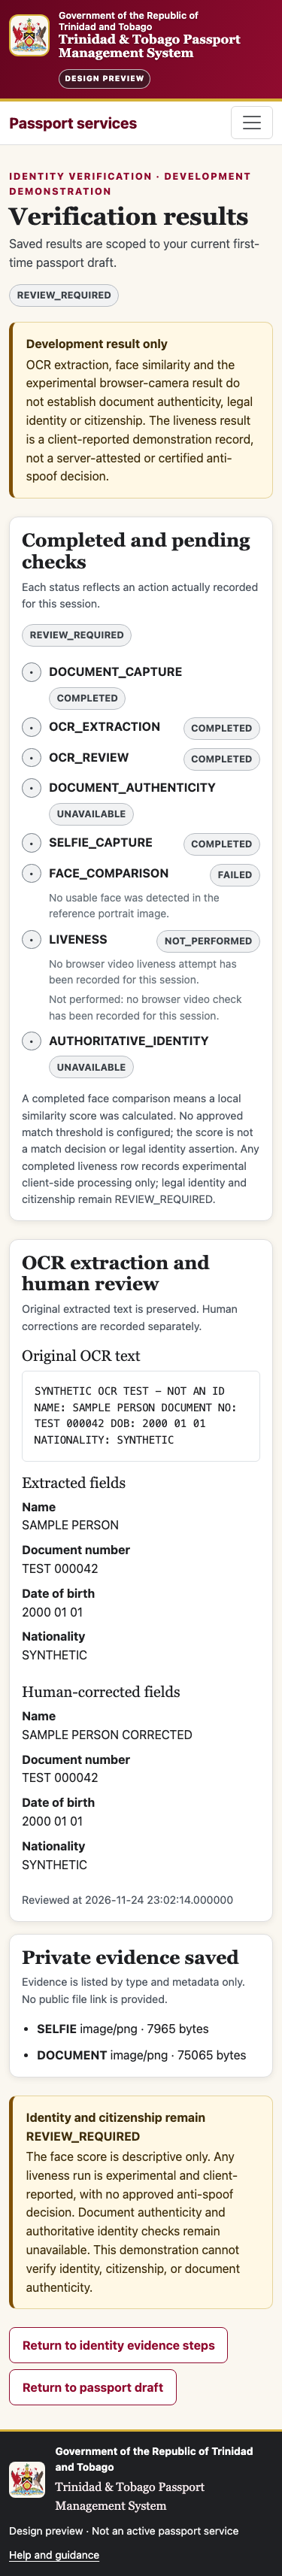 Government of the Republic of
Trinidad and Tobago
Trinidad & Tobago Passport
Management System
DESIGN PREVIEW
Passport services
IDENTITY VERIFICATION · DEVELOPMENT
DEMONSTRATION
Verification results
Saved results are scoped to your current first-
time passport draft.
REVIEW_REQUIRED
Development result only
OCR extraction, face similarity and the
experimental browser-camera result do
not establish document authenticity, legal
identity or citizenship. The liveness result
is a client-reported demonstration record,
not a server-attested or certified anti-
spoof decision.
Completed and pending
checks
Each status reflects an action actually recorded
for this session.
REVIEW_REQUIRED
DOCUMENT_CAPTURE
COMPLETED
OCR_EXTRACTION COMPLETED
OCR_REVIEW COMPLETED
DOCUMENT_AUTHENTICITY
UNAVAILABLE
SELFIE_CAPTURE COMPLETED
FACE_COMPARISON FAILED
No usable face was detected in the
reference portrait image.
LIVENESS NOT_PERFORMED
No browser video liveness attempt has
been recorded for this session.
Not performed: no browser video check
has been recorded for this session.
AUTHORITATIVE_IDENTITY
UNAVAILABLE
A completed face comparison means a local
similarity score was calculated. No approved
match threshold is configured; the score is not
a match decision or legal identity assertion. Any
completed liveness row records experimental
client-side processing only; legal identity and
citizenship remain REVIEW_REQUIRED.
OCR extraction and
human review
Original extracted text is preserved. Human
corrections are recorded separately.
Original OCR text
SYNTHETIC OCR TEST – NOT AN ID
NAME: SAMPLE PERSON DOCUMENT NO:
TEST 000042 DOB: 2000 01 01
NATIONALITY: SYNTHETIC
Extracted fields
Name
SAMPLE PERSON
Document number
TEST 000042
Date of birth
2000 01 01
Nationality
SYNTHETIC
Human-corrected fields
Name
SAMPLE PERSON CORRECTED
Document number
TEST 000042
Date of birth
2000 01 01
Nationality
SYNTHETIC
Reviewed at 2026-11-24 23:02:14.000000
Private evidence saved
Evidence is listed by type and metadata only.
No public file link is provided.
• SELFIE image/png · 7965 bytes
• DOCUMENT image/png · 75065 bytes
Identity and citizenship remain
REVIEW_REQUIRED
The face score is descriptive only. Any
liveness run is experimental and client-
reported, with no approved anti-spoof
decision. Document authenticity and
authoritative identity checks remain
unavailable. This demonstration cannot
verify identity, citizenship, or document
authenticity.
Return to identity evidence steps
Return to passport draft
Government of the Republic of Trinidad
and Tobago
Trinidad & Tobago Passport
Management System
Design preview · Not an active passport service
Help and guidance